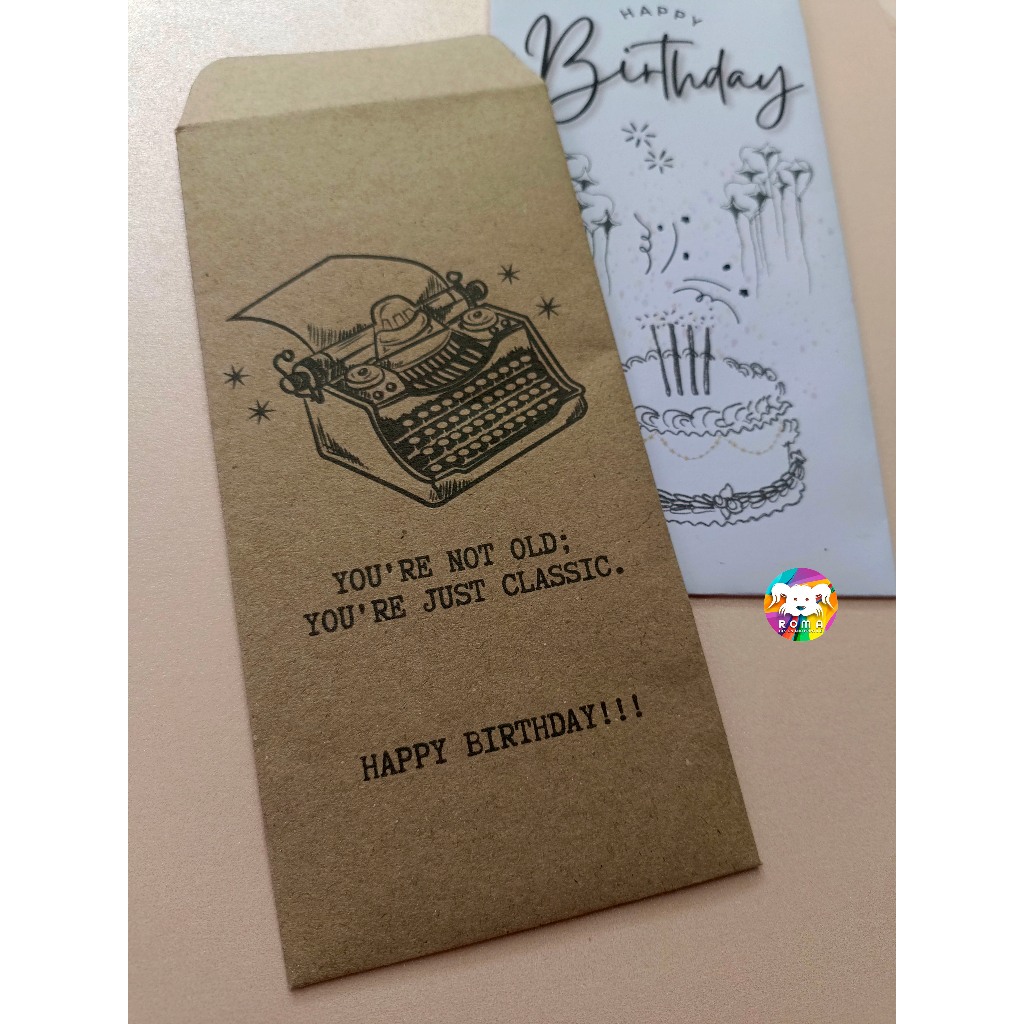 HAPPY
Birthday
YOU'RE NOT OLD;
YOU'RE JUST CLASSIC.
HAPPY BIRTHDAY!!!
ROMA